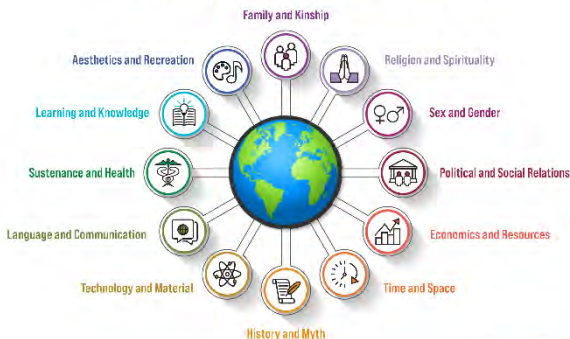 Family and Kinship
Aesthetics and Recreation
Religion and Spirituality
Learning and Knowledge
Sex and Gender
Sustenance and Health
Political and Social Relations
Language and Communication
Economics and Resources
Technology and Material
Time and Space
History and Myth